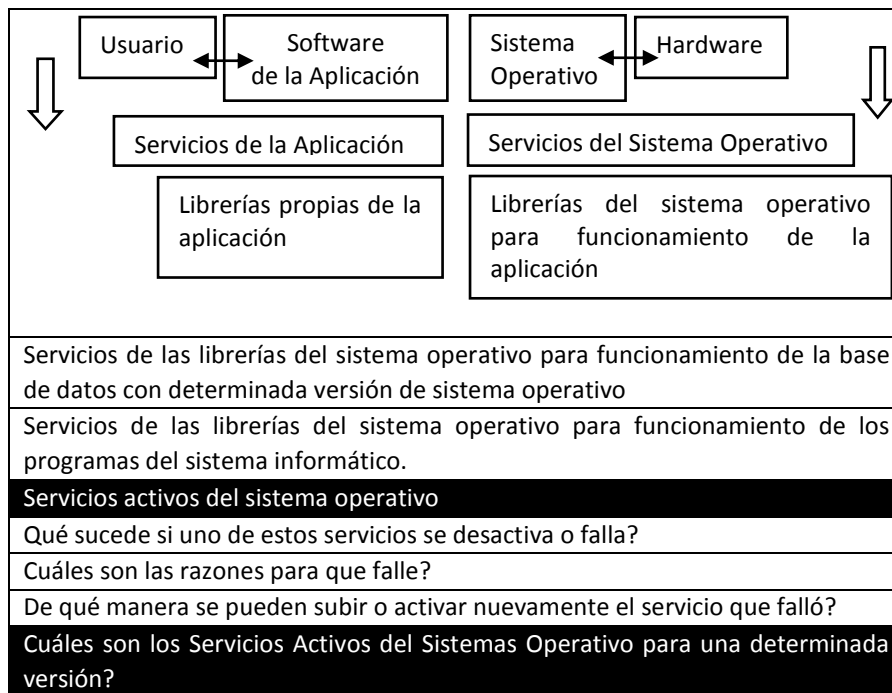 Usuario
Software
de la Aplicación
Sistema
Operativo
Hardware
Servicios de la Aplicación
Servicios del Sistema Operativo
Librerías propias de la
aplicación
Librerías del sistema operativo
para funcionamiento de la
aplicación
Servicios de las librerías del sistema operativo para funcionamiento de la base
de datos con determinada versión de sistema operativo
Servicios de las librerías del sistema operativo para funcionamiento de los
programas del sistema informático.
Servicios activos del sistema operativo
Qué sucede si uno de estos servicios se desactiva o falla?
Cuáles son las razones para que falle?
De qué manera se pueden subir o activar nuevamente el servicio que falló?
Cuáles son los Servicios Activos del Sistemas Operativo para una determinada
versión?